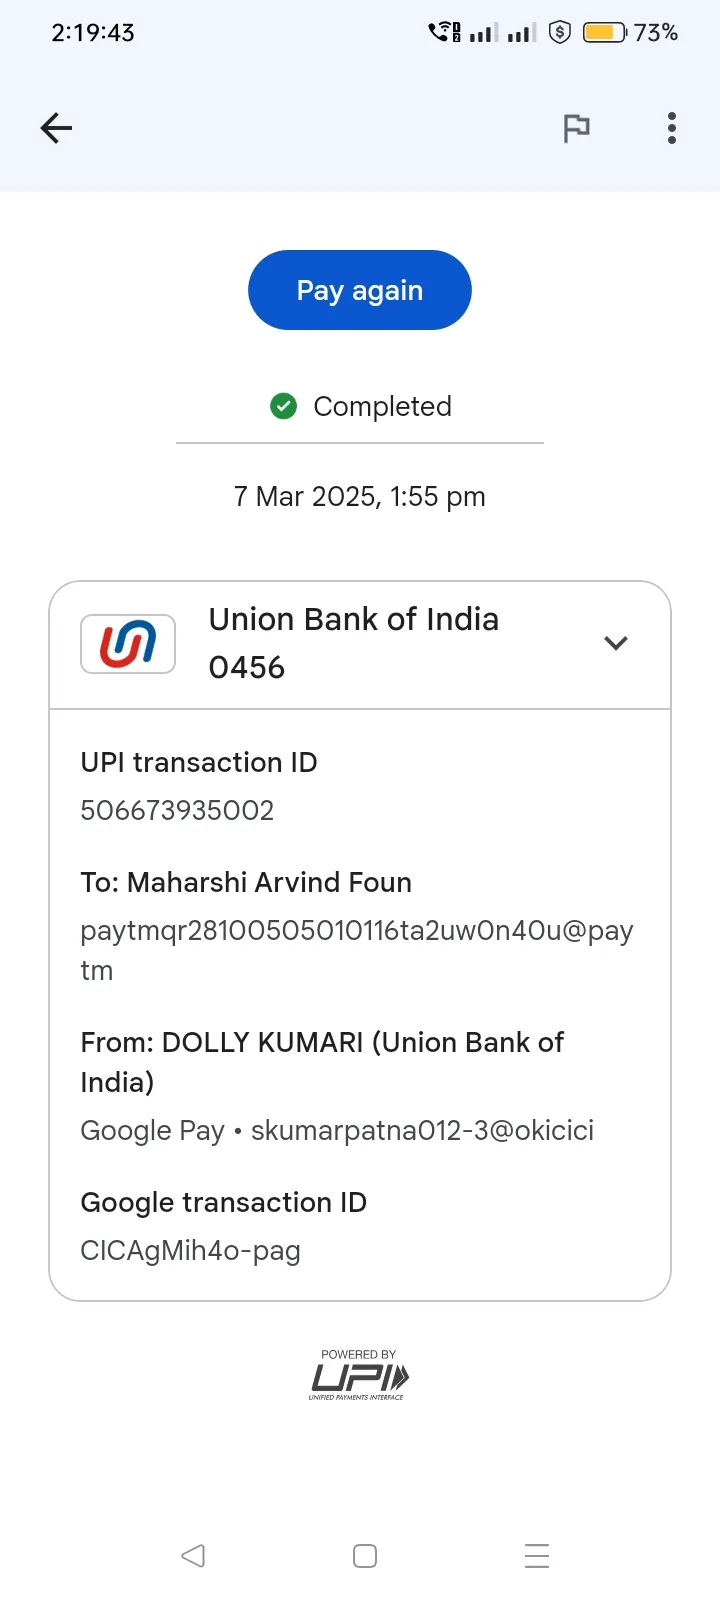 2:19:43
73%
Pay again
Completed
7 Mar 2025, 1:55 pm
Union Bank of India
0456
UPI transaction ID
506673935002
To: Maharshi Arvind Foun
paytmqr28100505010116ta2uw0n40u@pay
tm
From: DOLLY KUMARI (Union Bank of
India)
Google Pay • skumarpatna012-3@okicici
Google transaction ID
CICAgMih4o-pag
POWERED BY
UPI
UNIFIED PAYMENTS INTERFACE